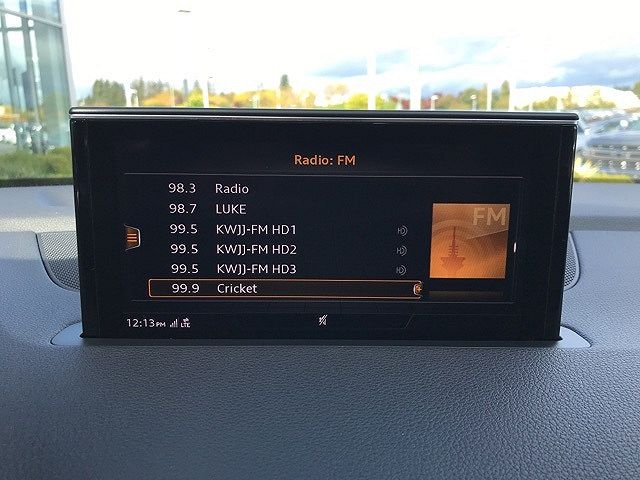 Radio: FM
98.3 Radio
98.7 LUKE
99.5 KWJJ-FM HD1
99.5 KWJJ-FM HD2
99.5 KWJJ-FM HD3
99.9 Cricket
FM
12:13PM LTE